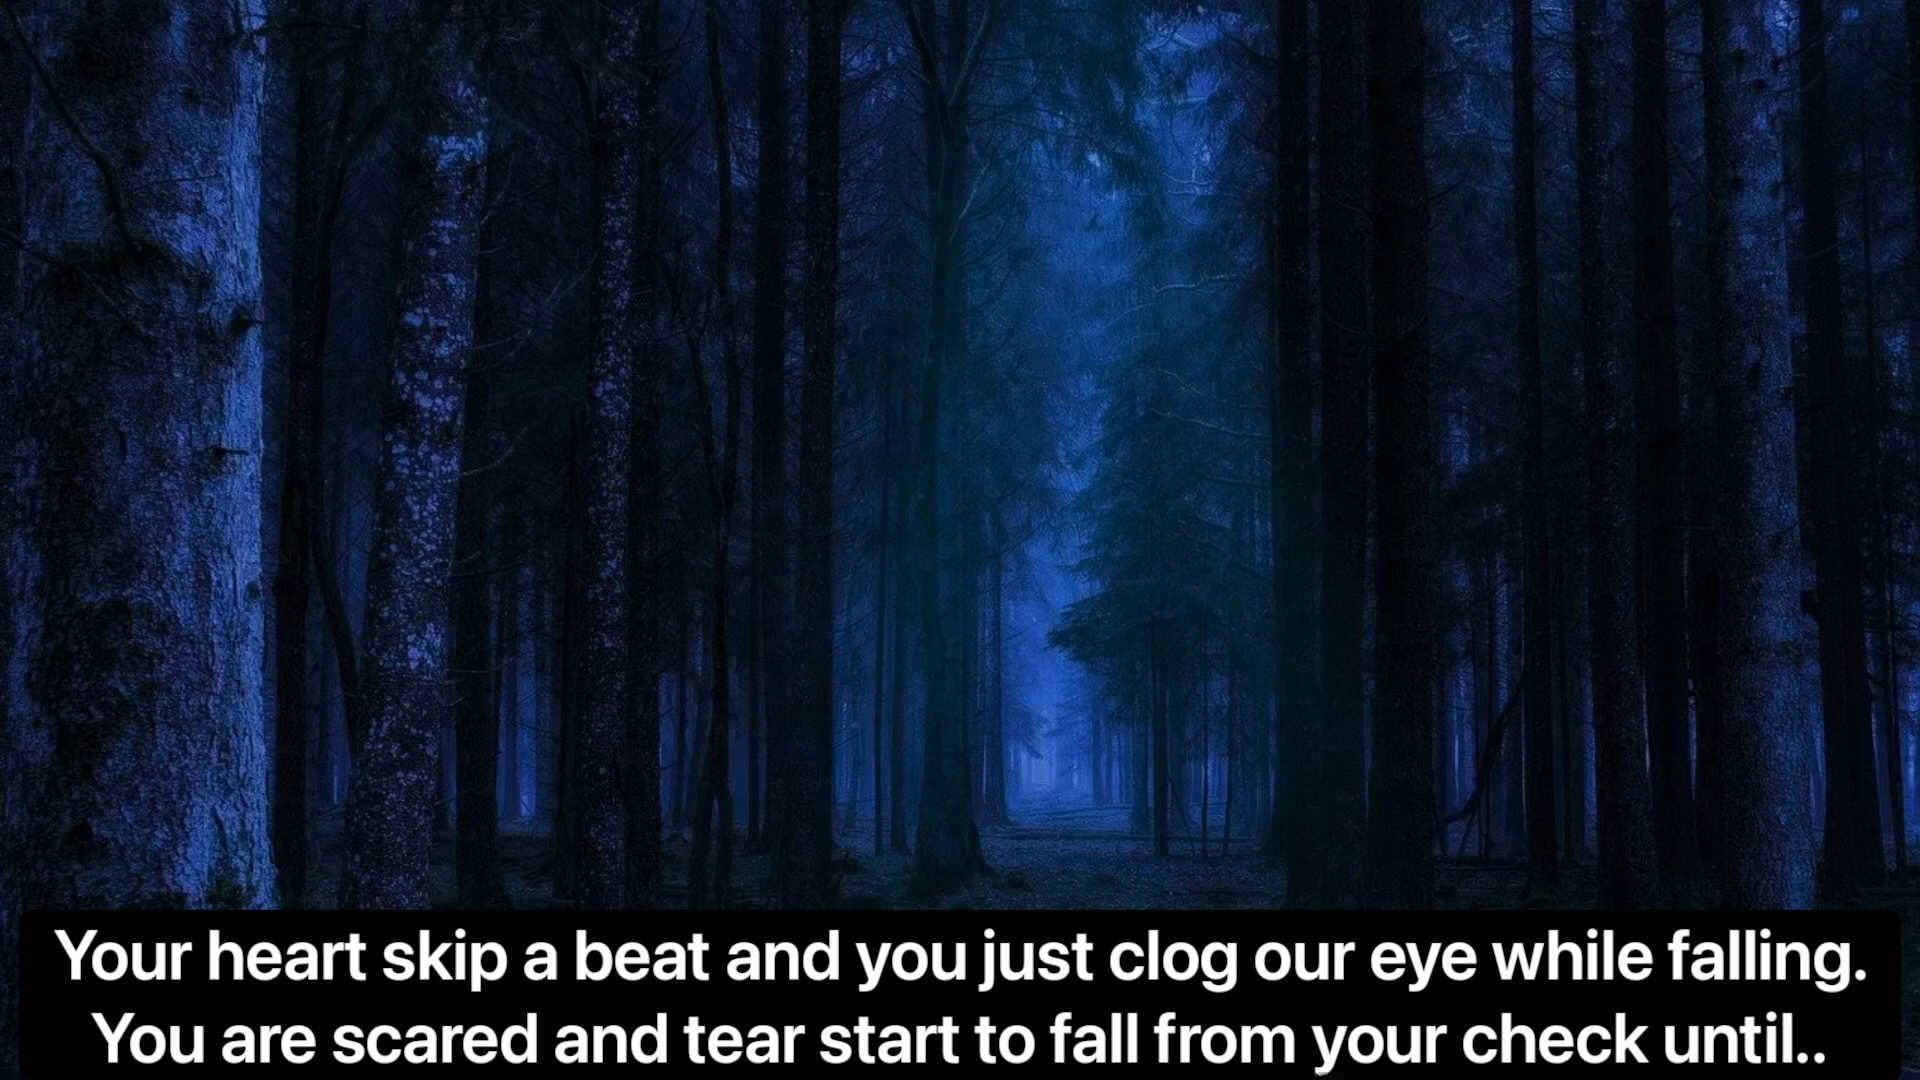 Your heart skip a beat and you just clog our eye while falling.
You are scared and tear start to fall from your check until..